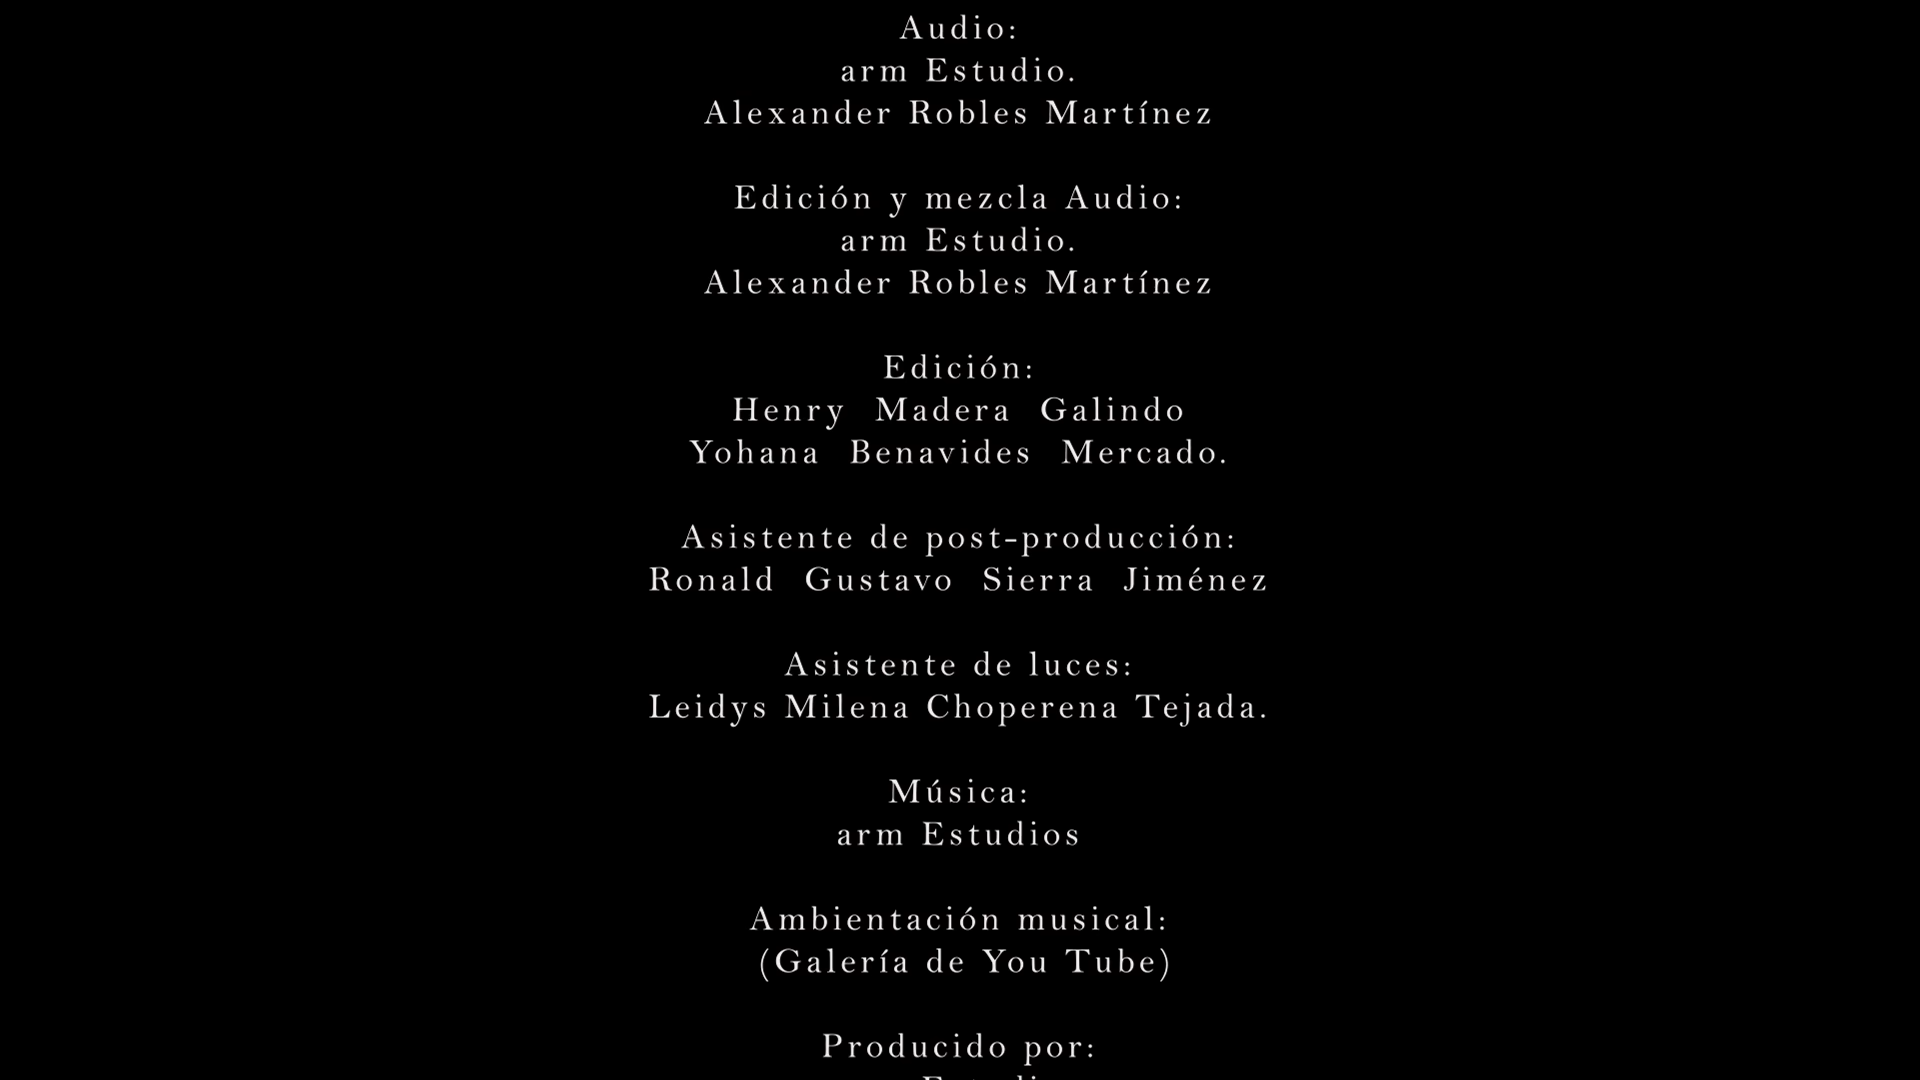 Audio:
arm Estudio.
Alexander Robles Martínez
Edición y mezcla Audio:
arm Estudio.
Alexander Robles Martínez
Edición:
Henry Madera Galindo
Yohana Benavides Mercado.
Asistente de post-producción:
Ronald Gustavo Sierra Jiménez
Asistente de luces:
Leidys Milena Choperena Tejada.
Música:
arm Estudios
Ambientación musical:
(Galería de You Tube)
Producido por: